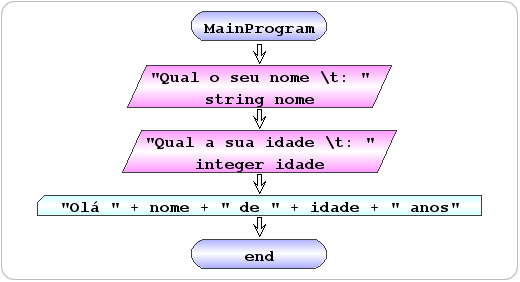 MainProgram
"Qual o seu nome \t: "
string nome
"Qual a sua idade \t: "
integer idade
"Olá " + nome + " de " + idade + " anos"
end